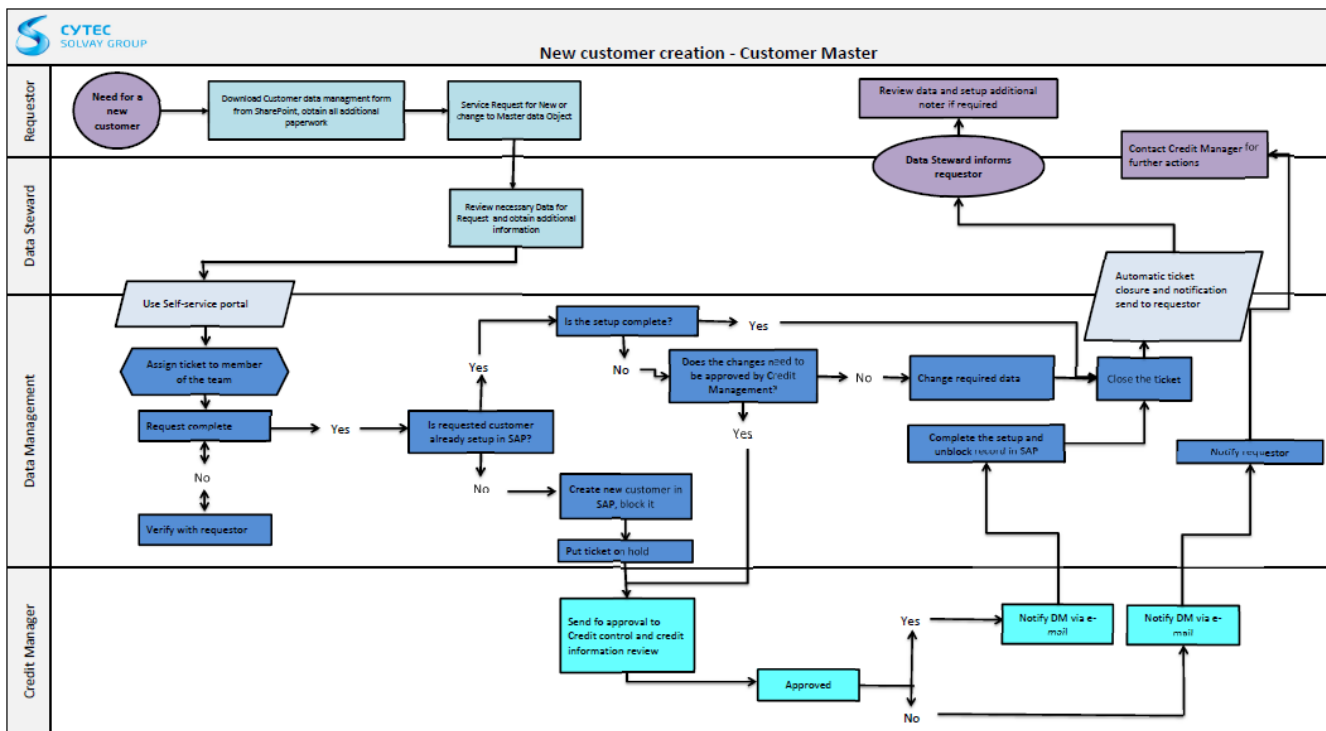 CYTEC
SOLVAY GROUP
New customer creation - Customer Master
Requestor
Need for a
new
customer
Download Customer data managment form
from SharePoint, obtain all additional
paperwork
Service Request for New or
change to Master data Object
Review data and setup additional
notes if required
Contact Credit Manager for
further actions
Data Steward informs
requestor
Data Steward
Review necessary Data for
Request and obtain additional
information
Automatic ticket
closure and notification
send to requestor
Use Self-service portal
Data Management
Is the setup complete?
Yes
Assign ticket to member
of the team
Yes
No
Does the changes need to
be approved by Credit
Management?
No
Change required data
Close the ticket
Request complete
Yes
Is requested customer
already setup in SAP?
Yes
Complete the setup and
unblock record in SAP
Notify requestor
No
No
Create new customer in
SAP, block it
Verify with requestor
Put ticket on hold
Credit Manager
Send fo approval to
Credit control and credit
information review
Yes
Notify DM via e-
mail
Notify DM via e-
mail
Approved
No